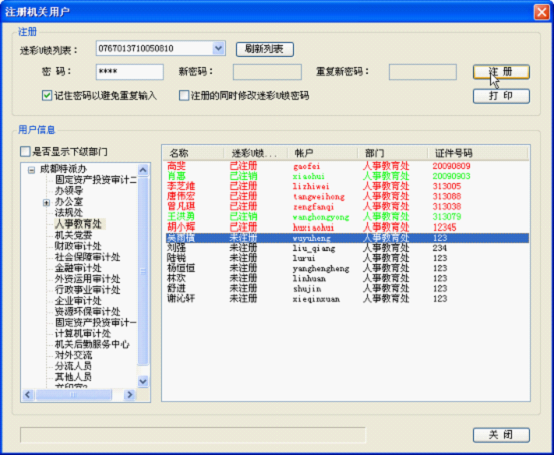 注册机关用户
注册
迷彩U锁列表： 0767013710050810 刷新列表
密 码： **** 新密码： 重复新密码： 注 册
记住密码以避免重复输入 注册的同时修改迷彩U锁密码 打 印
用户信息
是否显示下级部门
成都特派办
固定资产投资审计二
办领导
办公室
法规处
人事教育处
机关党委
财政审计处
社会保障审计处
金融审计处
外资运用审计处
行政事业审计处
企业审计处
资源环保审计处
固定资产投资审计一
计算机审计处
机关后勤服务中心
对外交流
分流人员
其他人员
名称 迷彩U锁... 帐户 部门 证件号码
高斐 已注册 gaofei 人事教育处 20090809
肖惠 已注销 xiaohui 人事教育处 20090903
李芝维 已注册 lizhiwei 人事教育处 313005
唐伟宏 已注册 tangweihong 人事教育处 313088
曾凡琪 已注册 zengfanqi 人事教育处 313038
王洪勇 已注销 wanghongyong 人事教育处 313079
胡小辉 已注册 huxiaohui 人事教育处 12345
吴雨横 未注册 wuyuheng 人事教育处 123
刘强 未注册 liu_qiang 人事教育处 234
陆锐 未注册 lurui 人事教育处 123
杨恒恒 未注册 yanghengheng 人事教育处 123
林欢 未注册 linhuan 人事教育处 123
舒进 未注册 shujin 人事教育处 123
谢沁轩 未注册 xieqinxuan 人事教育处 123
关 闭